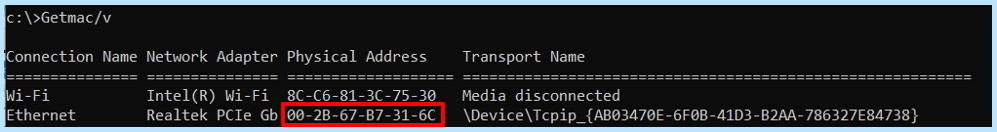 c:\>Getmac/v
Connection Name Network Adapter Physical Address    Transport Name
=============== =============== =================== ==========================================================
Wi-Fi           Intel(R) Wi-Fi  8C-C6-81-3C-75-30   Media disconnected
Ethernet        Realtek PCIe Gb 00-2B-67-B7-31-6C   \Device\Tcpip_{AB03470E-6F0B-41D3-B2AA-786327E84738}